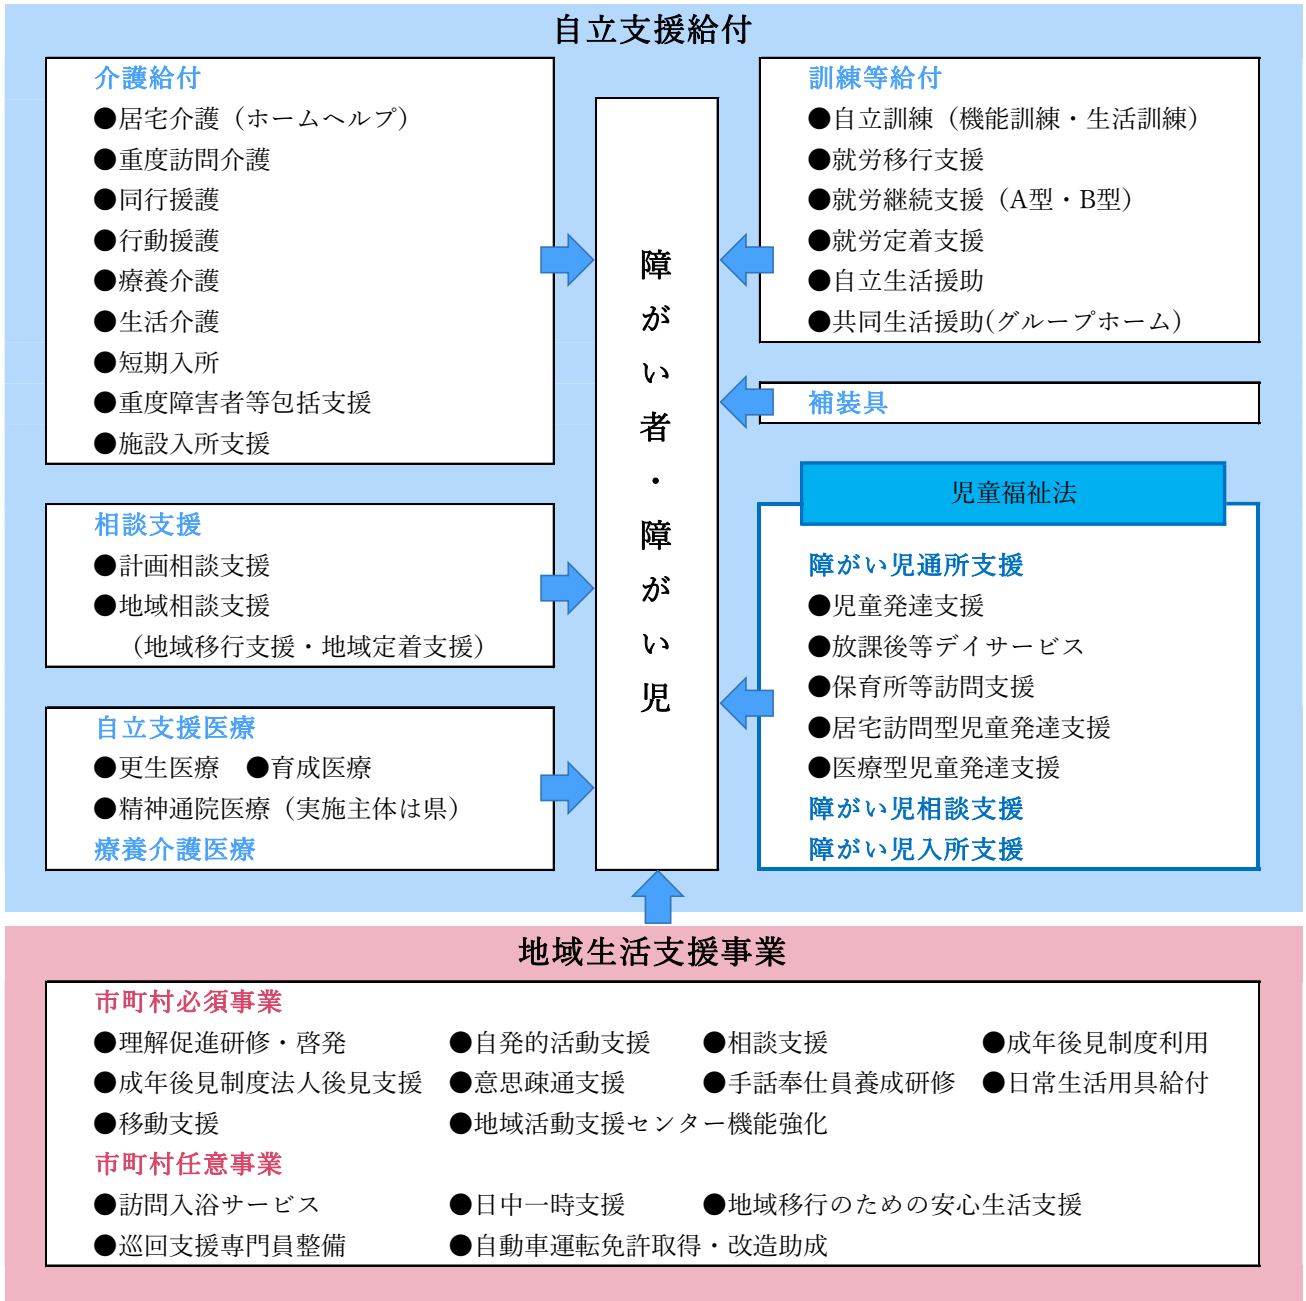 自立支援給付
介護給付
●居宅介護（ホームヘルプ）
●重度訪問介護
●同行援護
●行動援護
●療養介護
●生活介護
●短期入所
●重度障害者等包括支援
●施設入所支援
相談支援
●計画相談支援
●地域相談支援
（地域移行支援・地域定着支援）
自立支援医療
●更生医療　●育成医療
●精神通院医療（実施主体は県）
療養介護医療
障がい者・障がい児
訓練等給付
●自立訓練（機能訓練・生活訓練）
●就労移行支援
●就労継続支援（A型・B型）
●就労定着支援
●自立生活援助
●共同生活援助(グループホーム)
補装具
児童福祉法
障がい児通所支援
●児童発達支援
●放課後等デイサービス
●保育所等訪問支援
●居宅訪問型児童発達支援
●医療型児童発達支援
障がい児相談支援
障がい児入所支援
地域生活支援事業
市町村必須事業
●理解促進研修・啓発　●自発的活動支援　●相談支援　●成年後見制度利用
●成年後見制度法人後見支援　●意思疎通支援　●手話奉仕員養成研修　●日常生活用具給付
●移動支援　●地域活動支援センター機能強化
市町村任意事業
●訪問入浴サービス　●日中一時支援　●地域移行のための安心生活支援
●巡回支援専門員整備　●自動車運転免許取得・改造助成